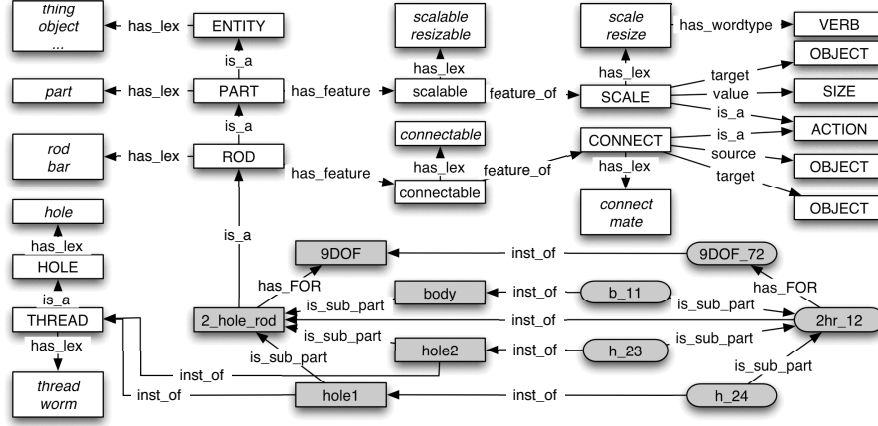 thing
object
...
has_lex
ENTITY
scalable
resizable
scale
resize
has_wordtype
VERB
OBJECT
is_a
has_lex
has_lex
target
part
has_lex
PART
has_feature
scalable
feature_of
SCALE
value
SIZE
is_a
is_a
ACTION
rod
bar
has_lex
ROD
connectable
CONNECT
is_a
source
OBJECT
has_feature
has_lex
feature_of
has_lex
target
connectable
connect
mate
OBJECT
hole
has_lex
HOLE
is_a
is_a
9DOF
inst_of
9DOF_72
has_FOR
has_FOR
body
inst_of
b_11
is_sub_part
is_sub_part
THREAD
2_hole_rod
inst_of
2hr_12
has_lex
is_sub_part
is_sub_part
hole2
inst_of
h_23
is_sub_part
is_sub_part
thread
worm
inst_of
inst_of
hole1
inst_of
h_24